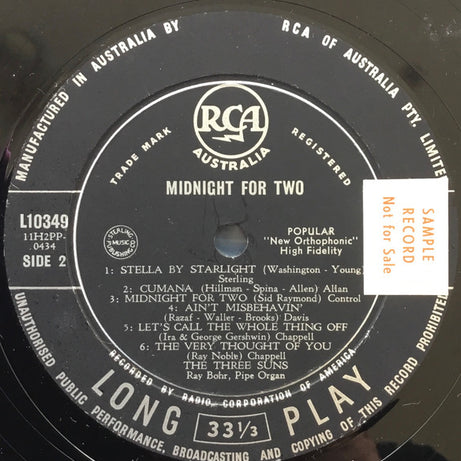 MANUFACTURED IN AUSTRALIA BY RCA OF AUSTRALIA PTY. LIMITED
RCA
AUSTRALIA
TRADE MARK REGISTERED
MIDNIGHT FOR TWO
L10349
11H2PP-
0434
SIDE 2
STERLING
MUSIC
PUBLISHING
POPULAR
"New Orthophonic"
High Fidelity
SAMPLE
RECORD
Not for Sale
1: STELLA BY STARLIGHT (Washington - Young
Sterling
2: CUMANA (Hillman - Spina - Allen) Allan
3: MIDNIGHT FOR TWO (Sid Raymond) Control
4: AIN'T MISBEHAVIN'
(Razaf - Waller - Brooks) Davis
5: LET'S CALL THE WHOLE THING OFF
(Ira & George Gershwin) Chappell
6: THE VERY THOUGHT OF YOU
(Ray Noble) Chappell
THE THREE SUNS
Ray Bohr, Pipe Organ
RECORDED BY RADIO CORPORATION OF AMERICA
LONG 33 1/3 PLAY
UNAUTHORISED PUBLIC PERFORMANCE, BROADCASTING AND COPYING OF THIS RECORD PROHIBITED